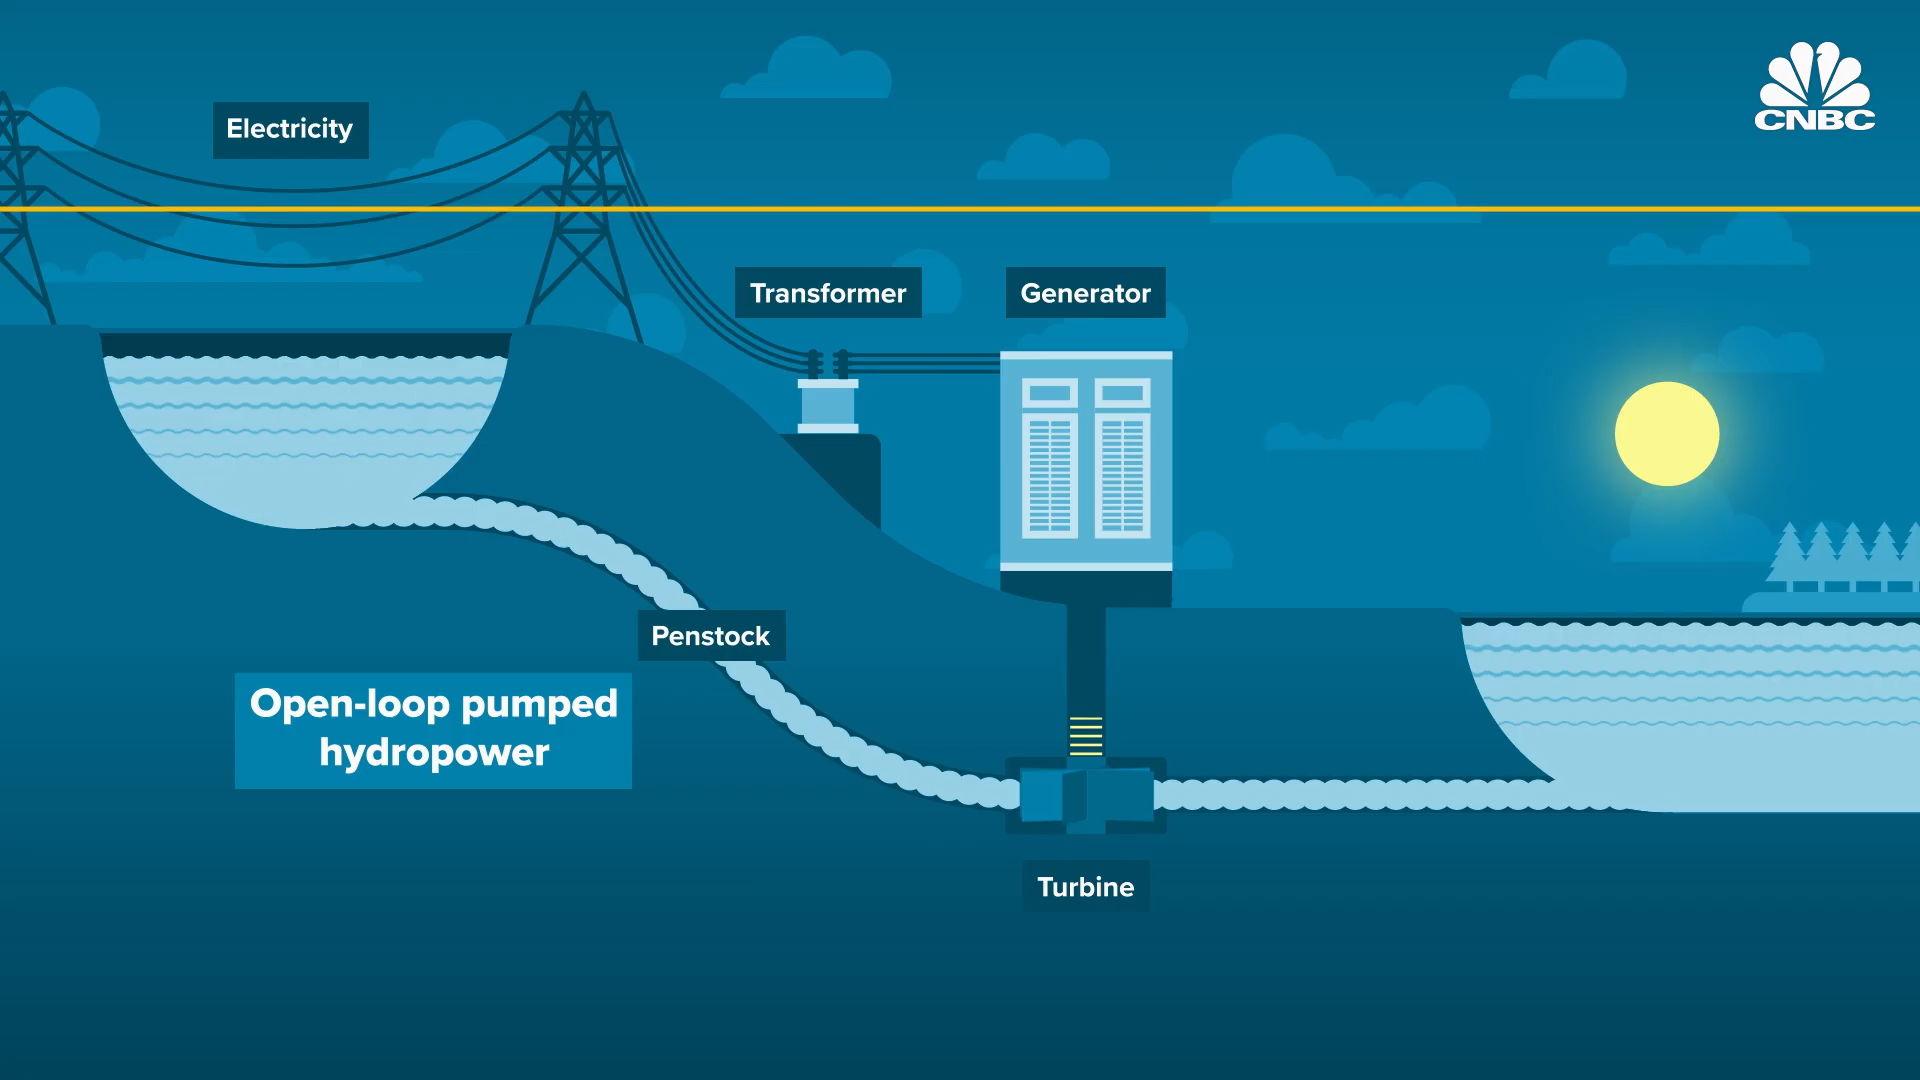 CNBC
Electricity
Transformer
Generator
Penstock
Open-loop pumped
hydropower
Turbine